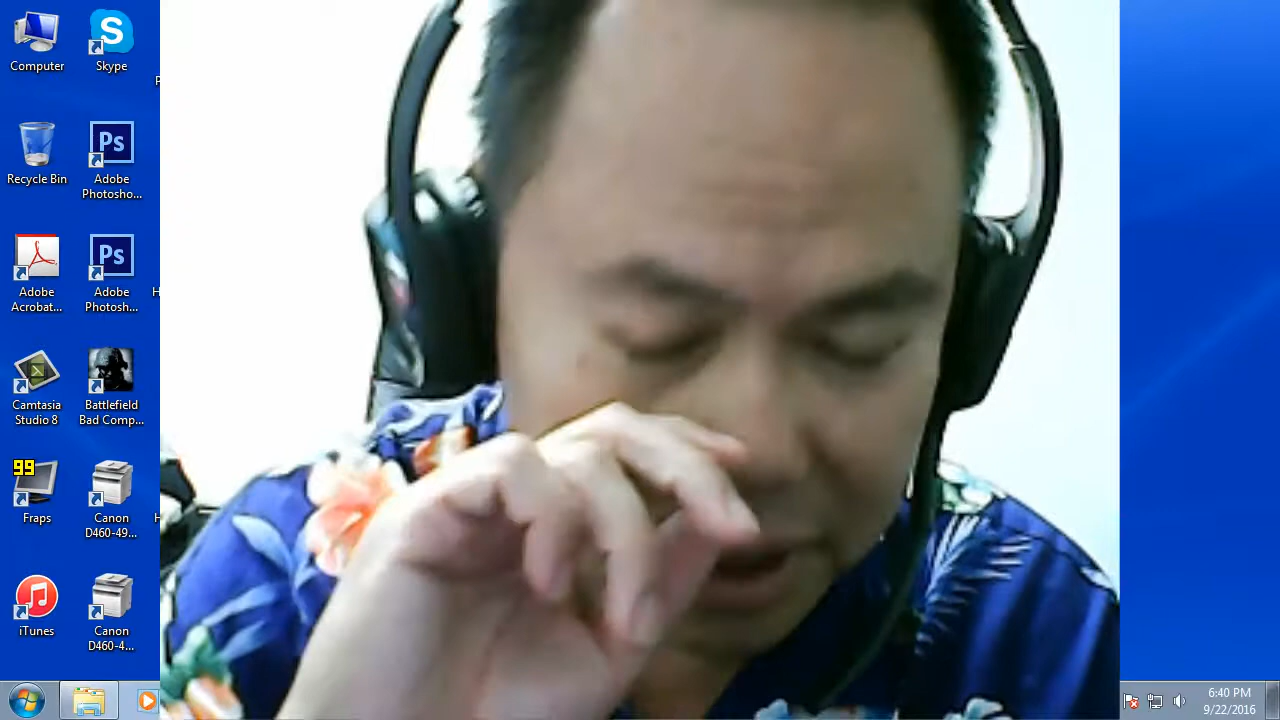 Computer
Skype
P
Recycle Bin
Ps
Adobe
Photosho...
Adobe
Acrobat...
Ps
Adobe
Photosh...
H
Camtasia
Studio 8
Battlefield
Bad Comp...
99
Fraps
Canon
D460-49...
H
iTunes
Canon
D460-4...
6:40 PM
9/22/2016